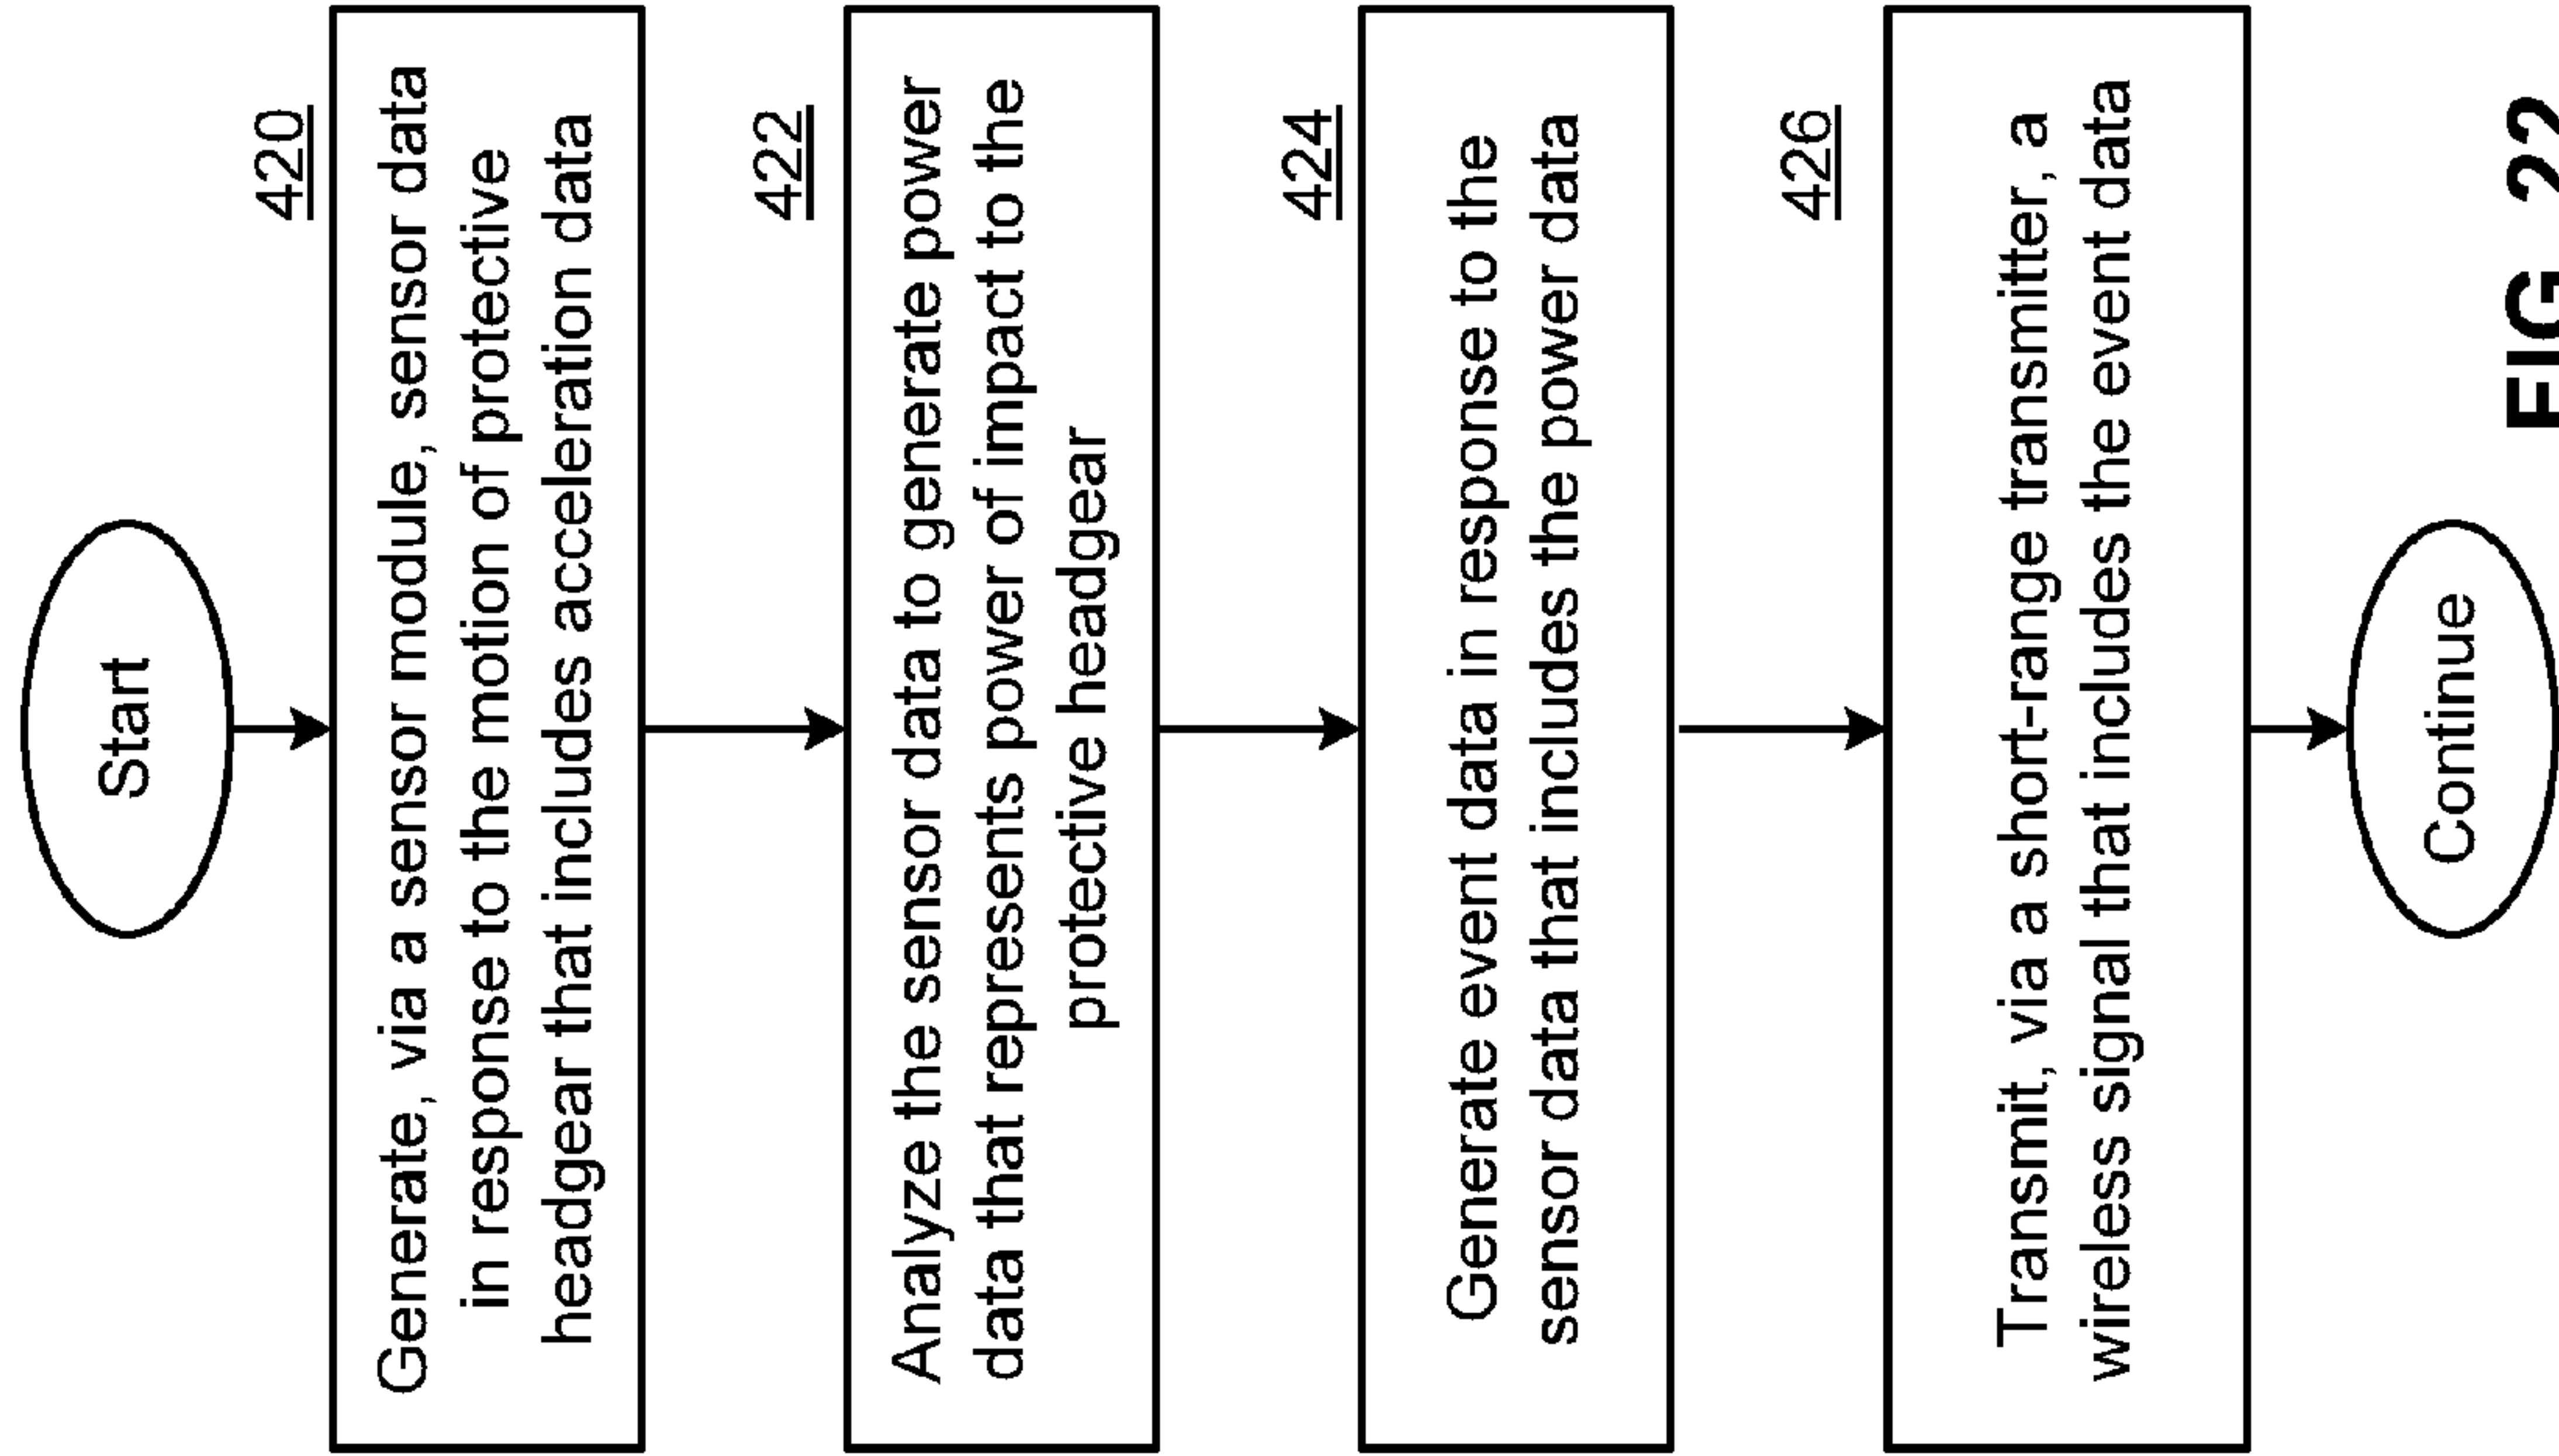 Start
420
Generate, via a sensor module, sensor data
in response to the motion of protective
headgear that includes acceleration data
422
Analyze the sensor data to generate power
data that represents power of impact to the
protective headgear
424
Generate event data in response to the
sensor data that includes the power data
426
Transmit, via a short-range transmitter, a
wireless signal that includes the event data
Continue
FIG. 22